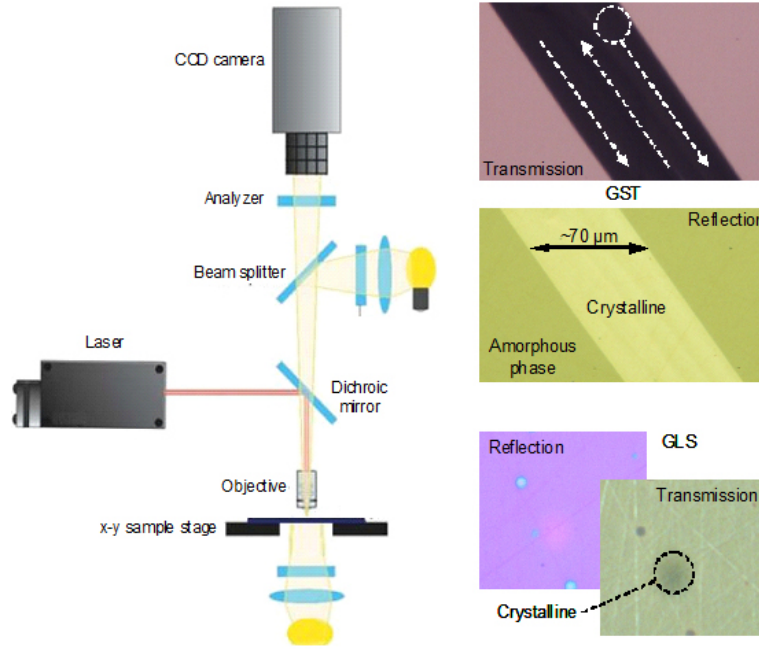 CCD camera
Analyzer
Beam splitter
Laser
Dichroic
mirror
Objective
x-y sample stage
Transmission
GST
Reflection
~70 μm
Crystalline
Amorphous
phase
GLS
Reflection
Transmission
Crystalline